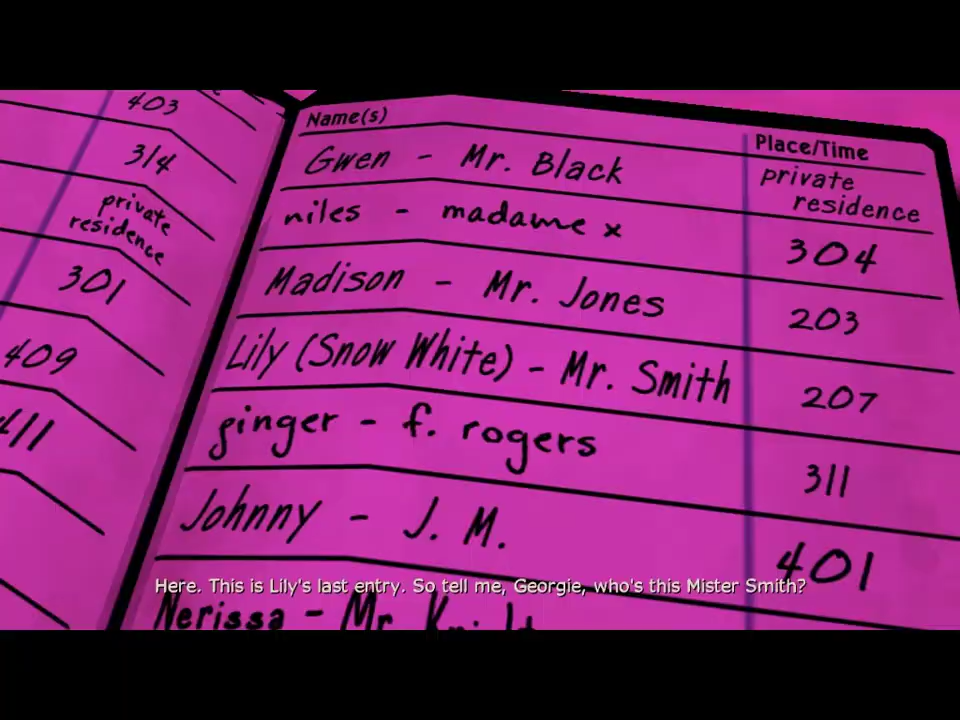 403
314
private
residence
301
409
411
Name(s) Place/Time
Gwen - Mr. Black private
residence
niles - madame x 304
Madison - Mr. Jones 203
Lily (Snow White) - Mr. Smith 207
ginger - f. rogers 311
Johnny - J. M. 401
Here. This is Lily's last entry. So tell me, Georgie, who's this Mister Smith?
Nerissa - Mr.